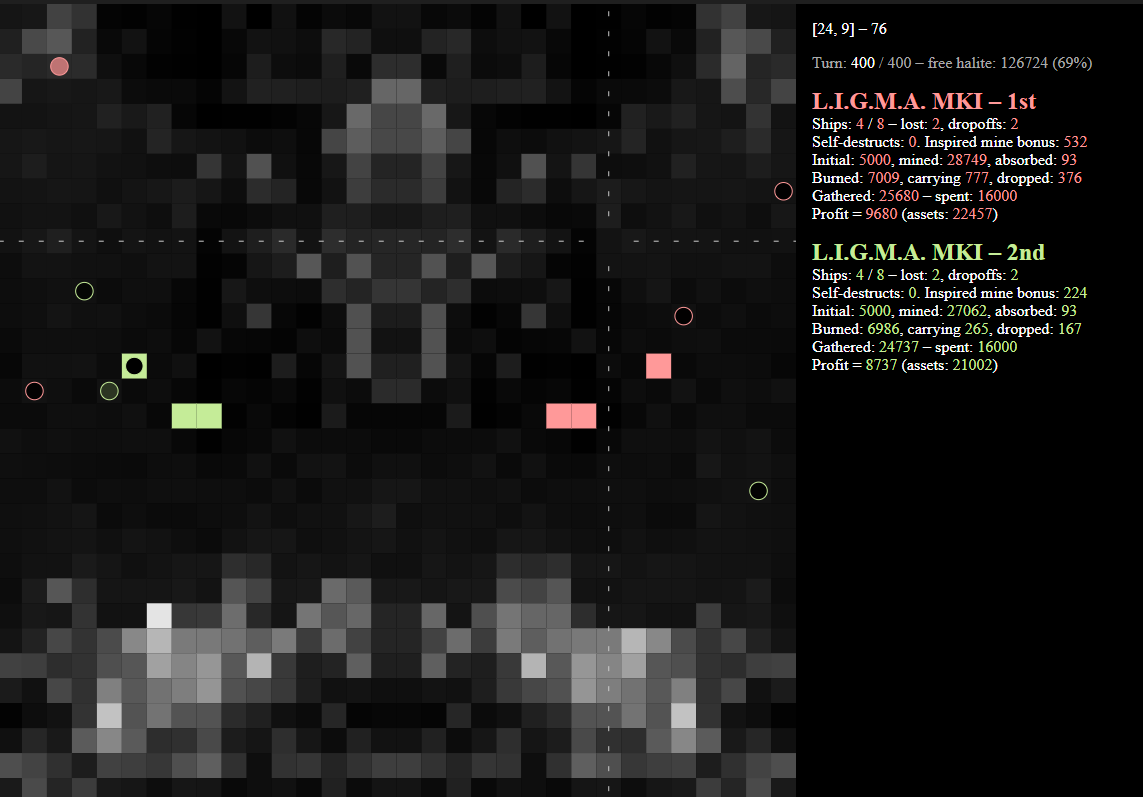 [24, 9] – 76
Turn: 400 / 400 – free halite: 126724 (69%)
L.I.G.M.A. MKI – 1st
Ships: 4 / 8 – lost: 2, dropoffs: 2
Self-destructs: 0. Inspired mine bonus: 532
Initial: 5000, mined: 28749, absorbed: 93
Burned: 7009, carrying 777, dropped: 376
Gathered: 25680 – spent: 16000
Profit = 9680 (assets: 22457)
L.I.G.M.A. MKI – 2nd
Ships: 4 / 8 – lost: 2, dropoffs: 2
Self-destructs: 0. Inspired mine bonus: 224
Initial: 5000, mined: 27062, absorbed: 93
Burned: 6986, carrying 265, dropped: 167
Gathered: 24737 – spent: 16000
Profit = 8737 (assets: 21002)